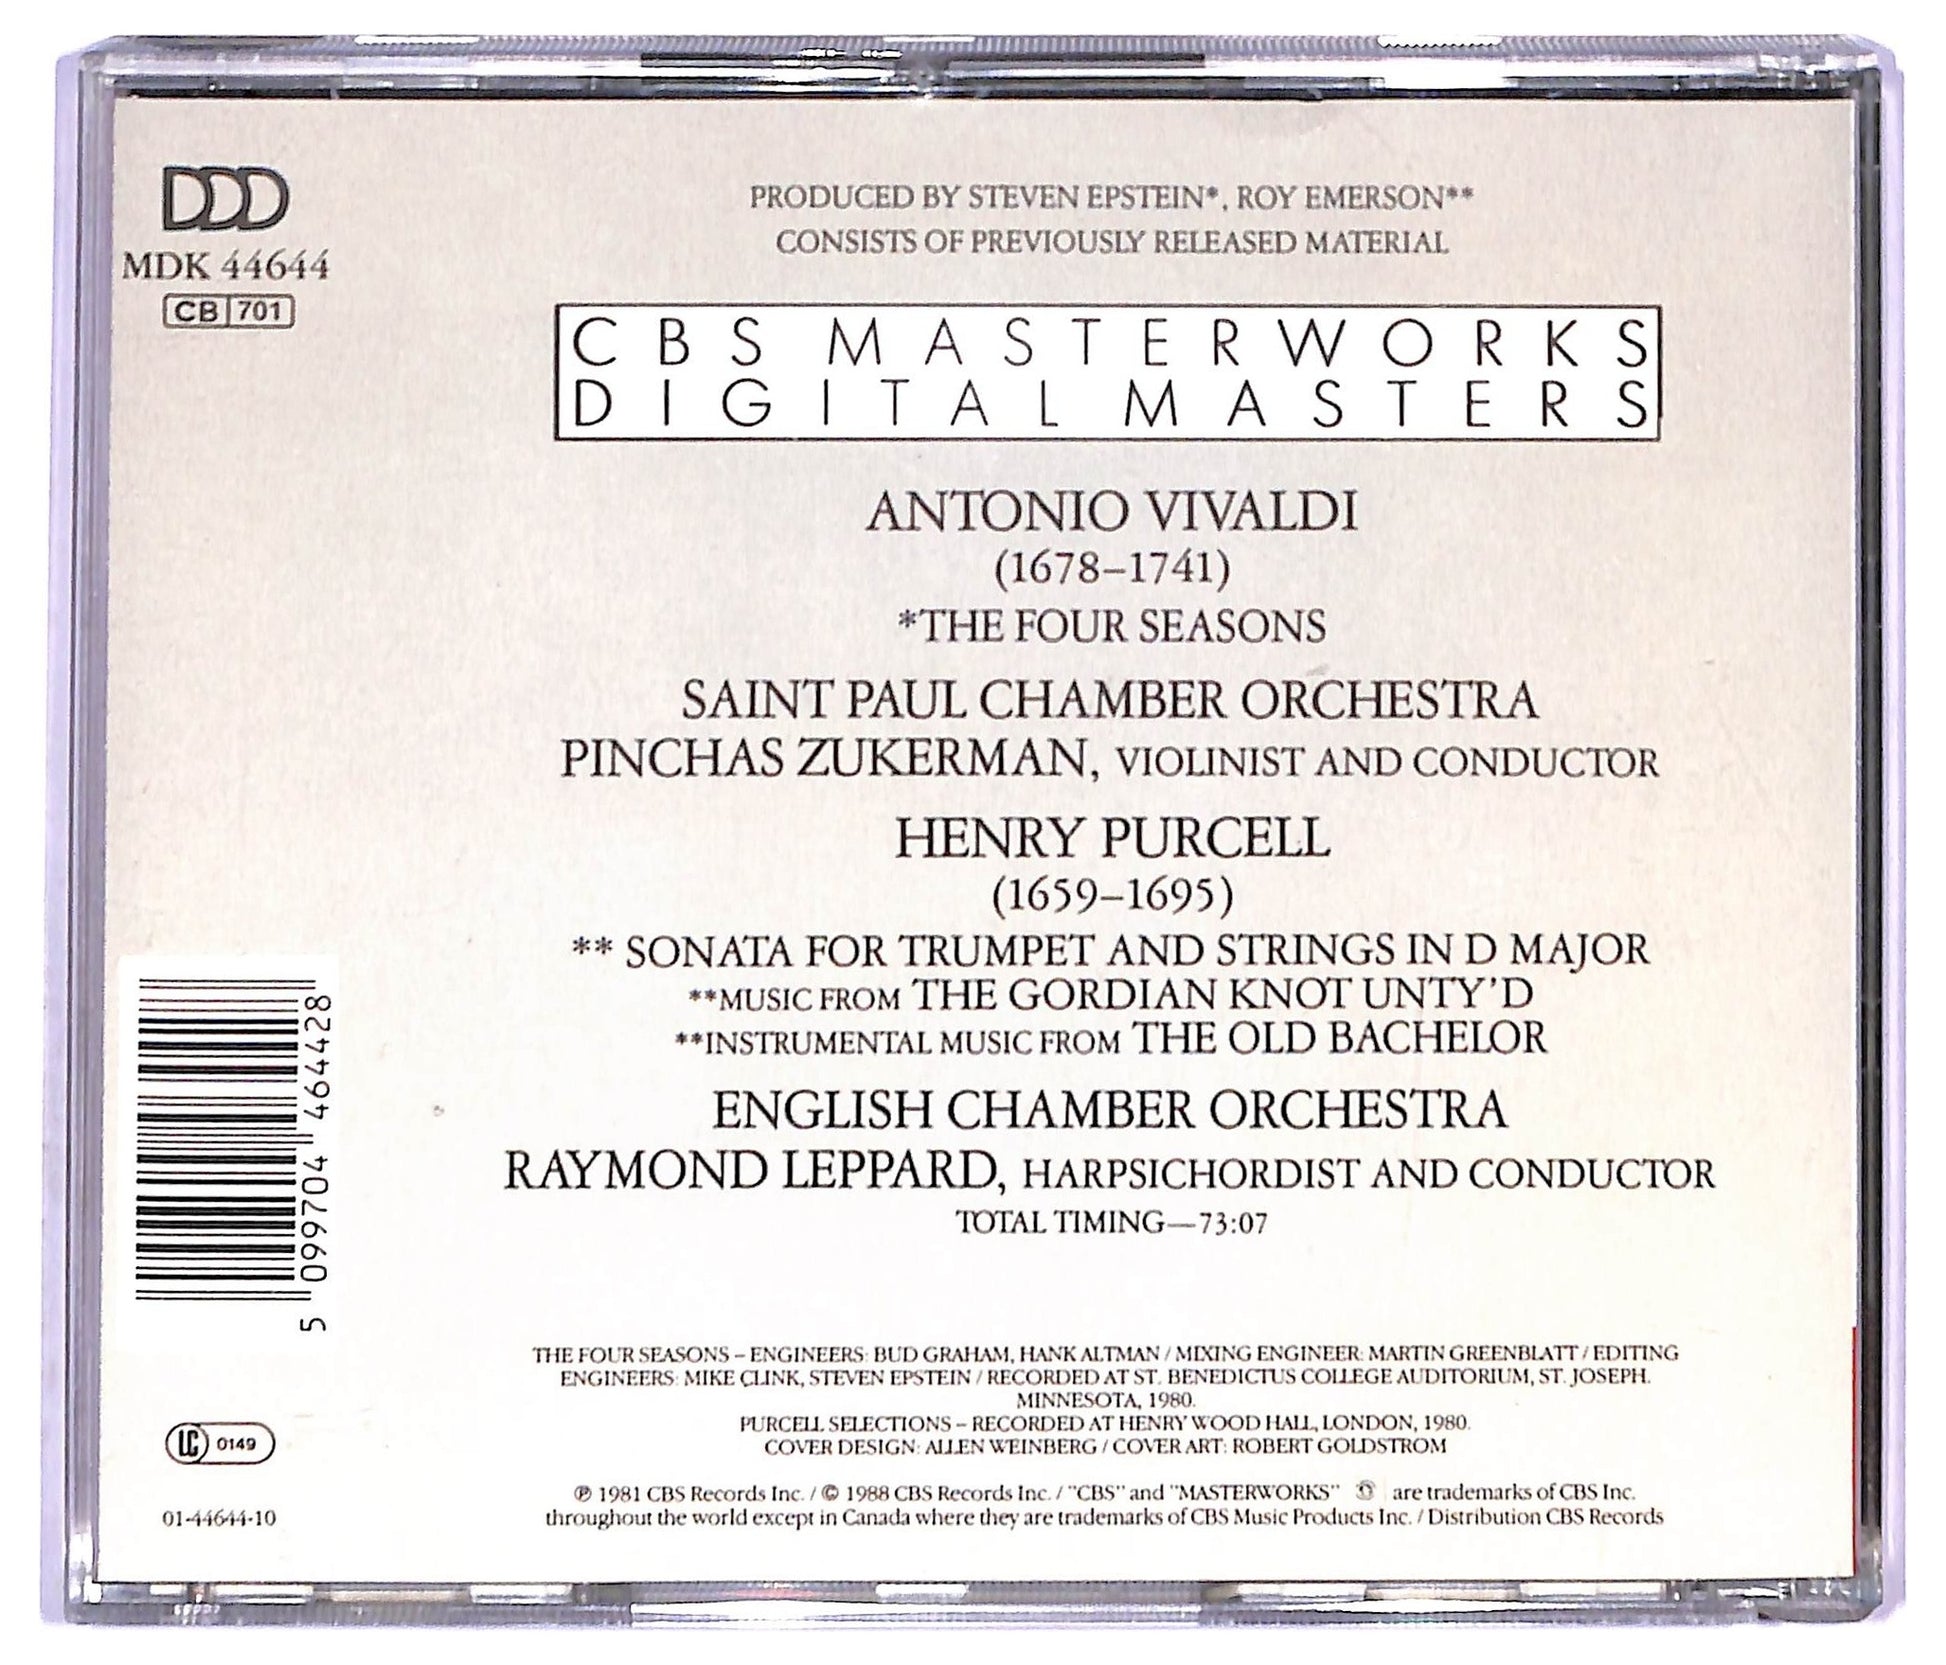 DDD
MDK 44644
CB 701
PRODUCED BY STEVEN EPSTEIN*, ROY EMERSON**
CONSISTS OF PREVIOUSLY RELEASED MATERIAL
CBS MASTERWORKS
DIGITAL MASTERS
ANTONIO VIVALDI
(1678–1741)
*THE FOUR SEASONS
SAINT PAUL CHAMBER ORCHESTRA
PINCHAS ZUKERMAN, VIOLINIST AND CONDUCTOR
HENRY PURCELL
(1659–1695)
** SONATA FOR TRUMPET AND STRINGS IN D MAJOR
**MUSIC FROM THE GORDIAN KNOT UNTY'D
**INSTRUMENTAL MUSIC FROM THE OLD BACHELOR
ENGLISH CHAMBER ORCHESTRA
RAYMOND LEPPARD, HARPSICHORDIST AND CONDUCTOR
TOTAL TIMING—73:07
5 099704 464428
THE FOUR SEASONS – ENGINEERS: BUD GRAHAM, HANK ALTMAN / MIXING ENGINEER: MARTIN GREENBLATT / EDITING
ENGINEERS: MIKE CLINK, STEVEN EPSTEIN / RECORDED AT ST. BENEDICTUS COLLEGE AUDITORIUM, ST. JOSEPH.
MINNESOTA, 1980.
PURCELL SELECTIONS – RECORDED AT HENRY WOOD HALL, LONDON, 1980.
COVER DESIGN: ALLEN WEINBERG / COVER ART: ROBERT GOLDSTROM
LC 0149
℗ 1981 CBS Records Inc. / © 1988 CBS Records Inc. / "CBS" and "MASTERWORKS" are trademarks of CBS Inc.
throughout the world except in Canada where they are trademarks of CBS Music Products Inc. / Distribution CBS Records
01-44644-10